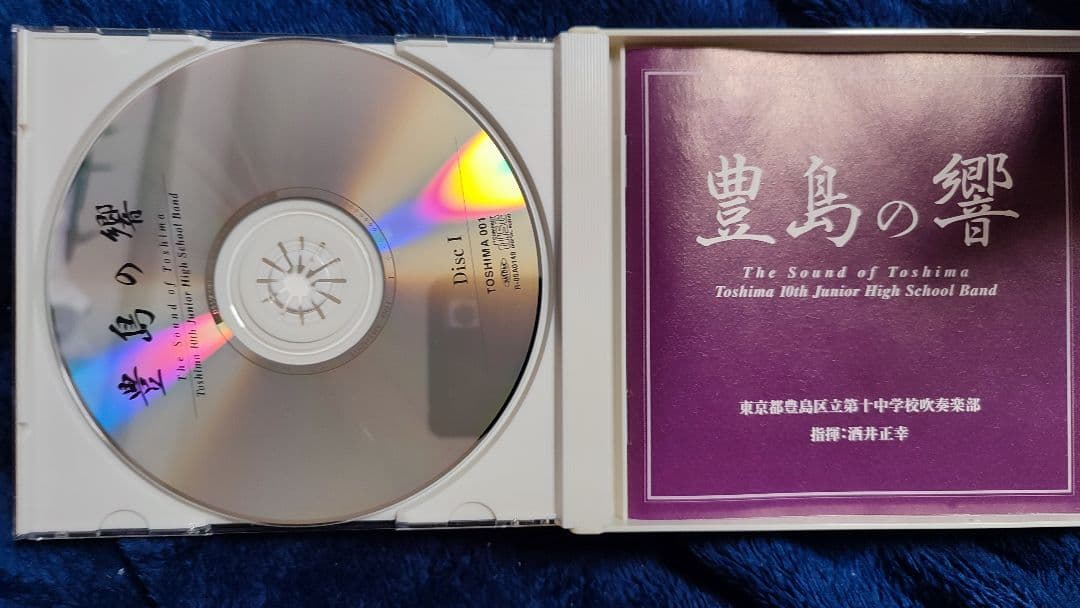 豊島の響
The Sound of Toshima
Toshima 10th Junior High School Band
Disc I
TOSHIMA 001
R-05A0149
豊島の響
The Sound of Toshima
Toshima 10th Junior High School Band
東京都豊島区立第十中学校吹奏楽部
指揮:酒井正幸